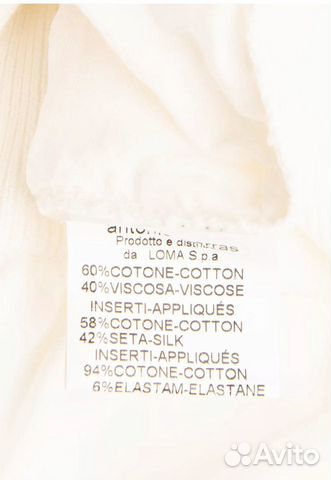 Prodotto e
da LOMA S.p.a
60%COTONE-COTTON
40%VISCOSA-VISCOSE
INSERTI-APPLIQUÉS
58%COTONE-COTTON
42%SETA-SILK
INSERTI-APPLIQUÉS
94%COTONE-COTTON
6%ELASTAM-ELASTANE
Avito